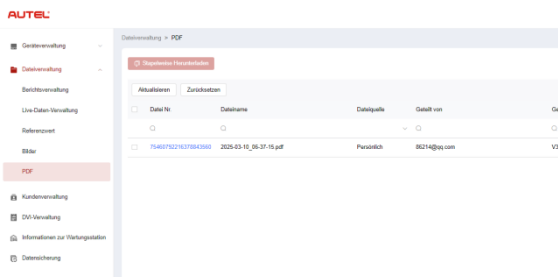 AUTEL
Dateiverwaltung > PDF
Geräteverwaltung
Dateiverwaltung
Berichtsverwaltung
Live-Daten-Verwaltung
Referenzwert
Bilder
PDF
Kundenverwaltung
DVI-Verwaltung
Informationen zur Wartungsstation
Datensicherung
Stapelweise Herunterladen
Aktualisieren Zurücksetzen
Datei Nr. Dateiname Dateiquelle Geteilt von Ge
2025-03-10_06-37-15.pdf Persönlich 86214@qq.com V3